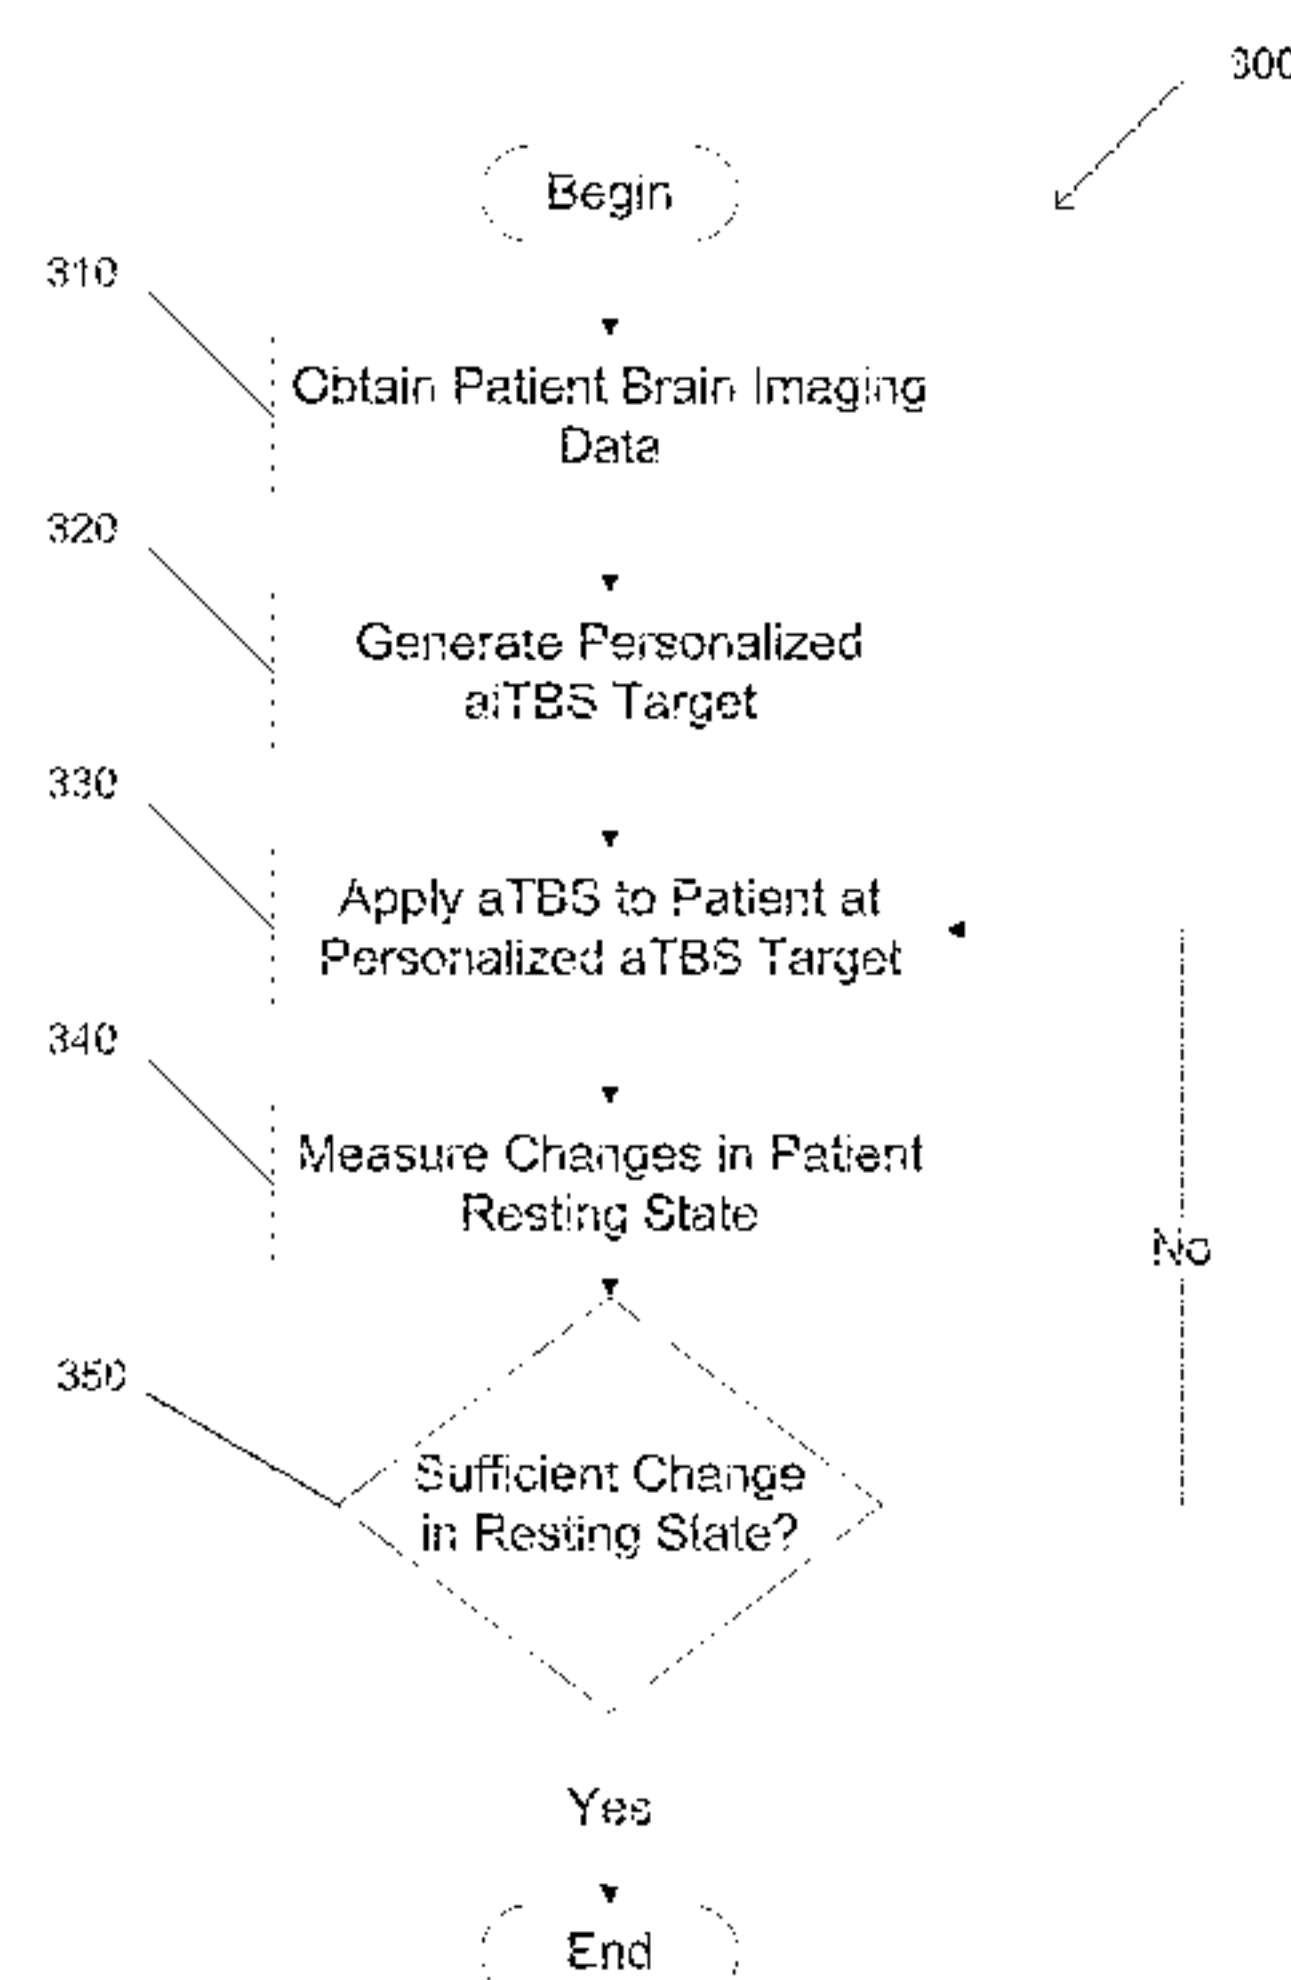 300
Begin
310
Obtain Patient Brain Imaging
Data
320
Generate Personalized
aiTBS Target
330
Apply aTBS to Patient at
Personalized aTBS Target
340
Measure Changes in Patient
Resting State
No
350
Sufficient Change
in Resting State?
Yes
End